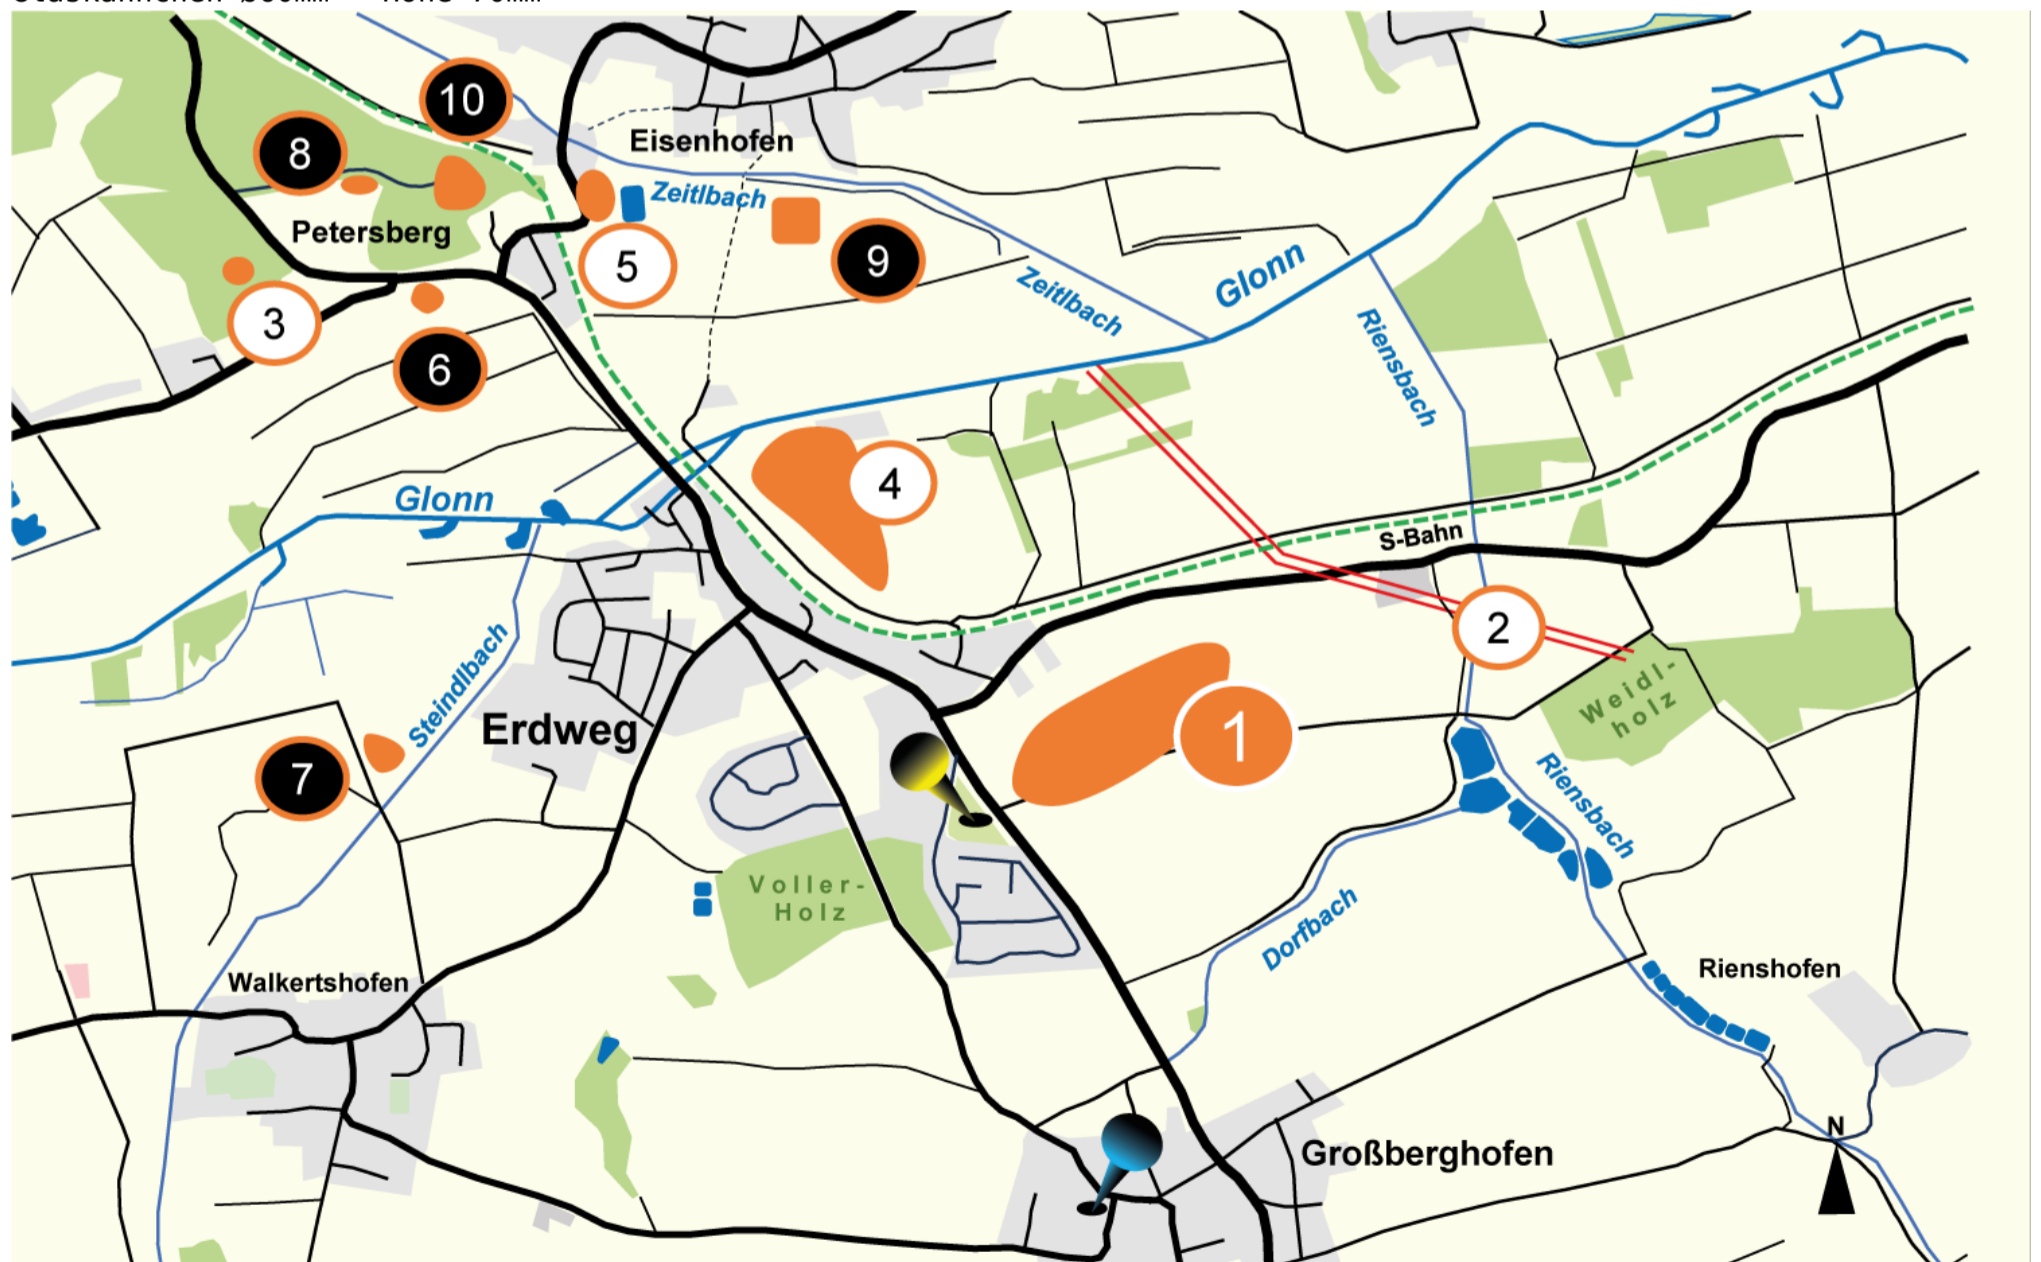 10
8
Eisenhofen
Zeitlbach
Petersberg
5
9
3
Zeitlbach
Glonn
Riensbach
6
4
Glonn
S-Bahn
2
Steindlbach
Weidl-
holz
Erdweg
1
7
Riensbach
Voller-
Holz
Dorfbach
Walkertshofen
Rienshofen
N
Großberghofen